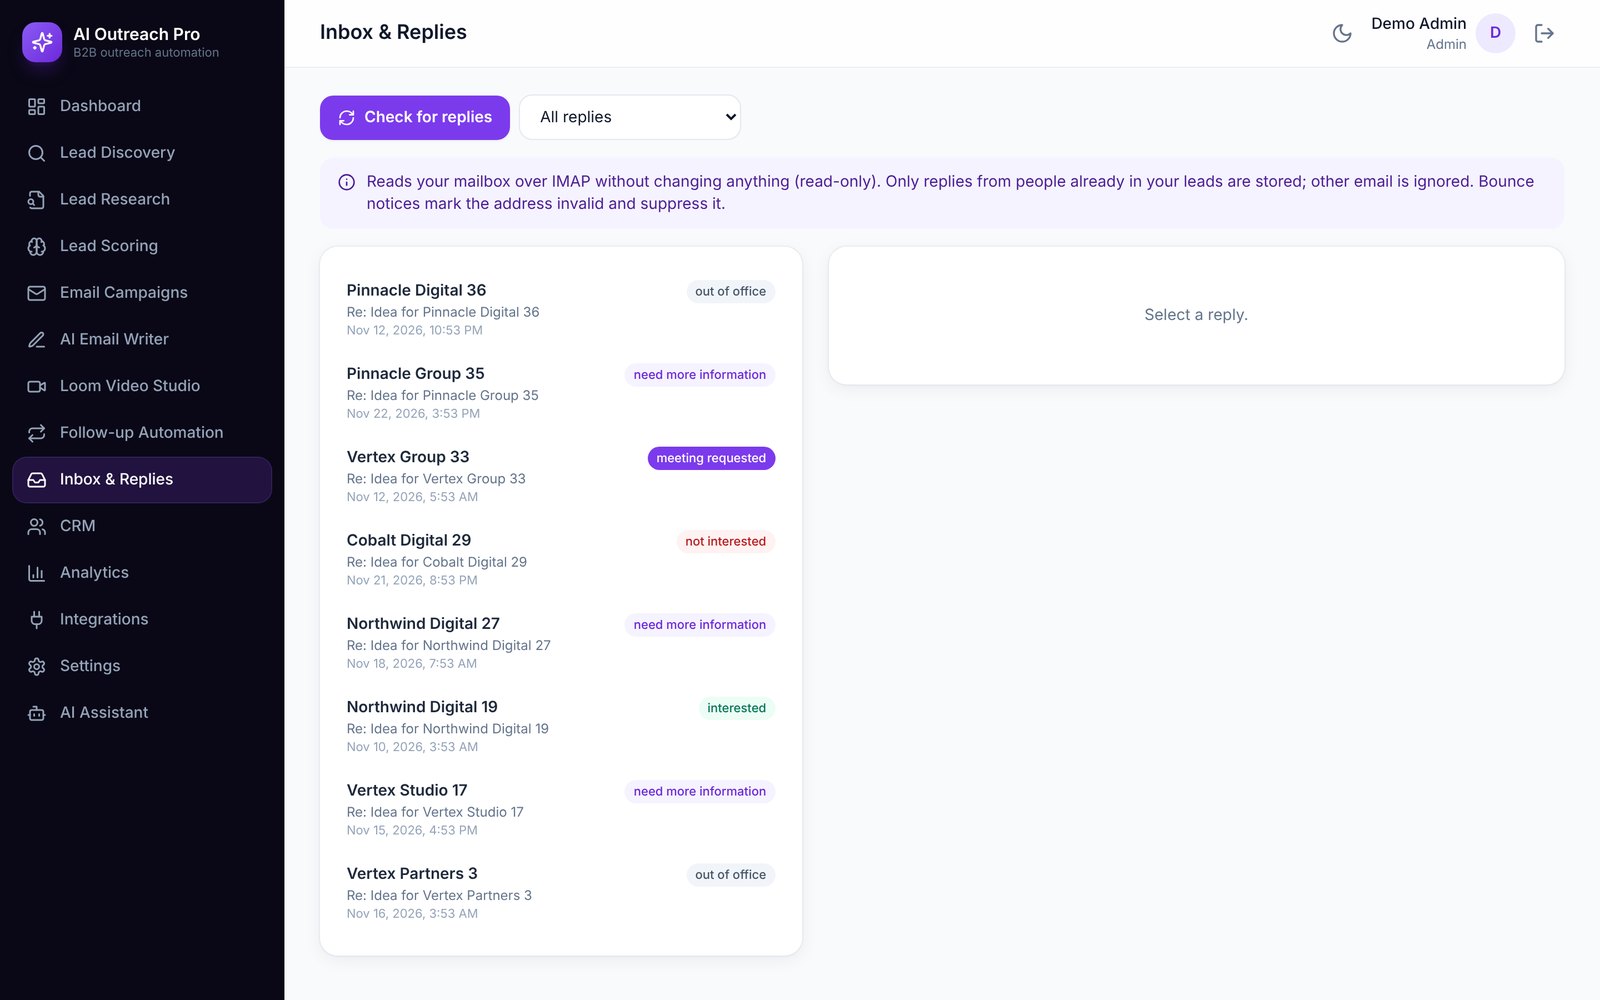 AI Outreach Pro
B2B outreach automation
Dashboard
Lead Discovery
Lead Research
Lead Scoring
Email Campaigns
AI Email Writer
Loom Video Studio
Follow-up Automation
Inbox & Replies
CRM
Analytics
Integrations
Settings
AI Assistant
Inbox & Replies
Demo Admin
Admin
D
Check for replies
All replies
Reads your mailbox over IMAP without changing anything (read-only). Only replies from people already in your leads are stored; other email is ignored. Bounce
notices mark the address invalid and suppress it.
Pinnacle Digital 36
out of office
Re: Idea for Pinnacle Digital 36
Nov 12, 2026, 10:53 PM
Pinnacle Group 35
need more information
Re: Idea for Pinnacle Group 35
Nov 22, 2026, 3:53 PM
Vertex Group 33
meeting requested
Re: Idea for Vertex Group 33
Nov 12, 2026, 5:53 AM
Cobalt Digital 29
not interested
Re: Idea for Cobalt Digital 29
Nov 21, 2026, 8:53 PM
Northwind Digital 27
need more information
Re: Idea for Northwind Digital 27
Nov 18, 2026, 7:53 AM
Northwind Digital 19
interested
Re: Idea for Northwind Digital 19
Nov 10, 2026, 3:53 AM
Vertex Studio 17
need more information
Re: Idea for Vertex Studio 17
Nov 15, 2026, 4:53 PM
Vertex Partners 3
out of office
Re: Idea for Vertex Partners 3
Nov 16, 2026, 3:53 AM
Select a reply.